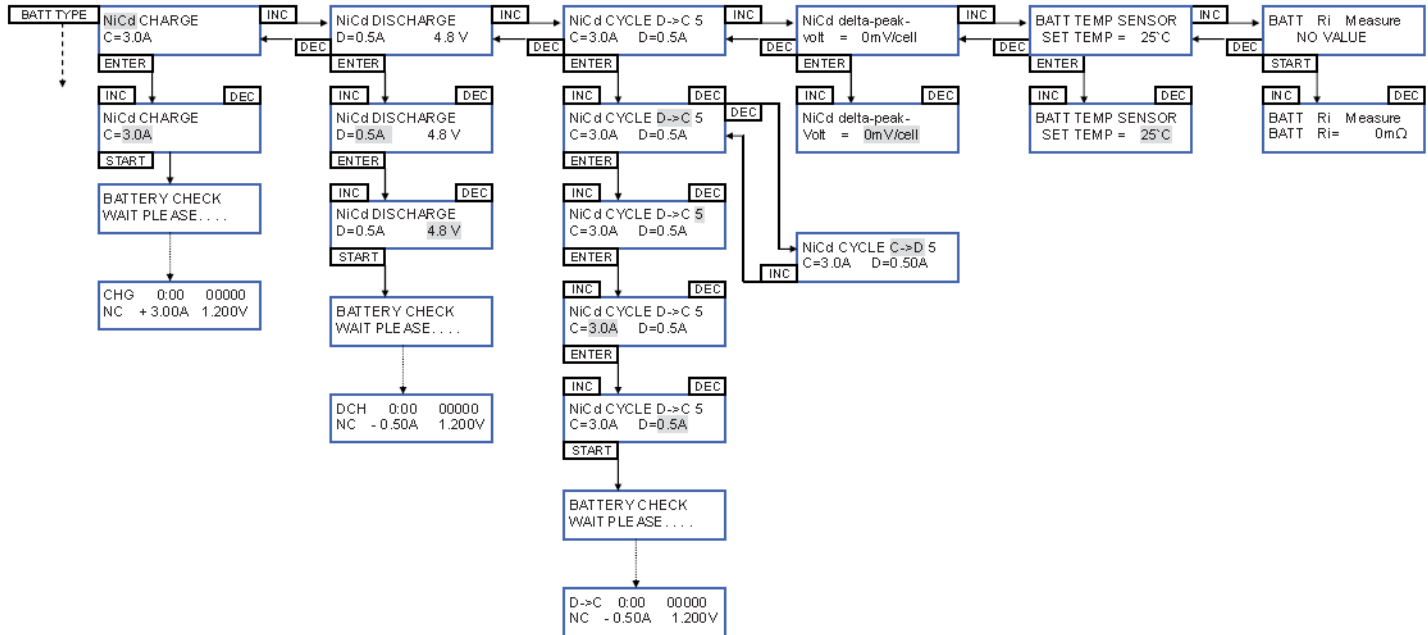 BATT TYPE
NiCd CHARGE
C=3.0A
INC
DEC
NiCd DISCHARGE
D=0.5A 4.8 V
INC
DEC
NiCd CYCLE D->C 5
C=3.0A D=0.5A
INC
DEC
NiCd delta-peak-
volt = 0mV/cell
INC
DEC
BATT TEMP SENSOR
SET TEMP = 25`C
INC
DEC
BATT Ri Measure
NO VALUE
ENTER
ENTER
ENTER
ENTER
ENTER
START
INC DEC
NiCd CHARGE
C=3.0A
START
INC DEC
NiCd DISCHARGE
D=0.5A 4.8 V
ENTER
INC DEC
DEC
NiCd CYCLE D->C 5
C=3.0A D=0.5A
ENTER
INC DEC
NiCd delta-peak-
Volt = 0mV/cell
INC DEC
BATT TEMP SENSOR
SET TEMP = 25`C
INC DEC
BATT Ri Measure
BATT Ri= 0mΩ
BATTERY CHECK
WAIT PLEASE....
INC DEC
NiCd DISCHARGE
D=0.5A 4.8 V
START
INC DEC
NiCd CYCLE D->C 5
C=3.0A D=0.5A
ENTER
NiCd CYCLE C->D 5
C=3.0A D=0.50A
INC
CHG 0:00 00000
NC +3.00A 1.200V
BATTERY CHECK
WAIT PLEASE....
INC DEC
NiCd CYCLE D->C 5
C=3.0A D=0.5A
ENTER
DCH 0:00 00000
NC -0.50A 1.200V
INC DEC
NiCd CYCLE D->C 5
C=3.0A D=0.5A
START
BATTERY CHECK
WAIT PLEASE....
D->C 0:00 00000
NC -0.50A 1.200V